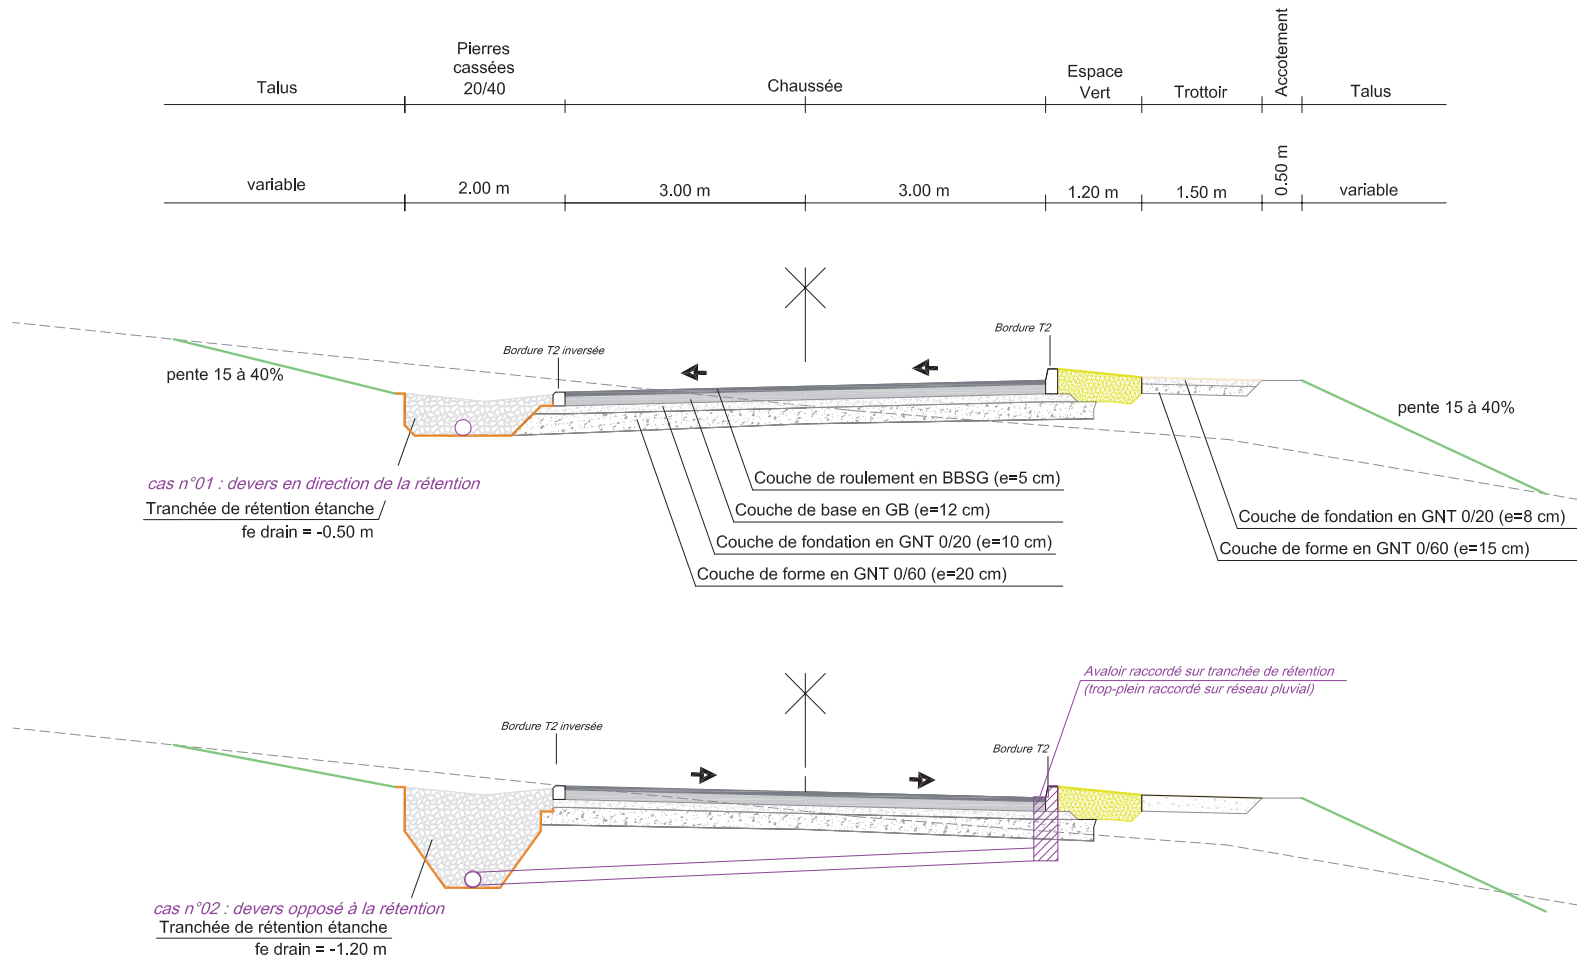 Talus
Pierres
cassées
20/40
Chaussée
Espace
Vert
Trottoir
Accotement
Talus
variable
2.00 m
3.00 m
3.00 m
1.20 m
1.50 m
0.50 m
variable
Bordure T2 inversée
Bordure T2
pente 15 à 40%
pente 15 à 40%
cas n°01 : devers en direction de la rétention
Tranchée de rétention étanche
fe drain = -0.50 m
Couche de roulement en BBSG (e=5 cm)
Couche de base en GB (e=12 cm)
Couche de fondation en GNT 0/20 (e=10 cm)
Couche de forme en GNT 0/60 (e=20 cm)
Couche de fondation en GNT 0/20 (e=8 cm)
Couche de forme en GNT 0/60 (e=15 cm)
Avaloir raccordé sur tranchée de rétention
(trop-plein raccordé sur réseau pluvial)
Bordure T2 inversée
Bordure T2
cas n°02 : devers opposé à la rétention
Tranchée de rétention étanche
fe drain = -1.20 m